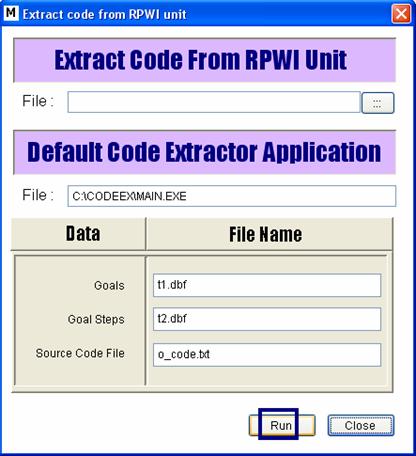 M Extract code from RPWI unit
Extract Code From RPWI Unit
File : :::
Default Code Extractor Application
File : C:\CODEEX\MAIN.EXE
Data File Name
Goals t1.dbf
Goal Steps t2.dbf
Source Code File o_code.txt
Run Close